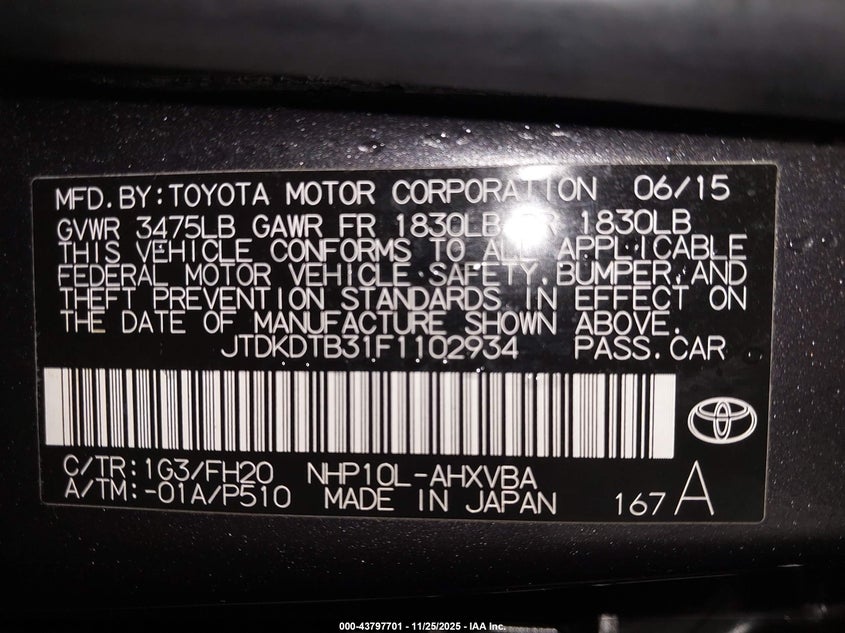 MFD. BY: TOYOTA MOTOR CORPORATION 06/15
GVWR 3475LB GAWR FR 1830LB RR 1830LB
THIS VEHICLE CONFORMS TO ALL APPLICABLE
FEDERAL MOTOR VEHICLE SAFETY, BUMPER, AND
THEFT PREVENTION STANDARDS IN EFFECT ON
THE DATE OF MANUFACTURE SHOWN ABOVE.
JTDKDTB31F1102934 PASS. CAR
C/TR: 1G3/FH20 NHP10L-AHXVBA
A/TM: -01A/P510 MADE IN JAPAN 167 A
000-43797701 - 11/25/2025 - IAA Inc.